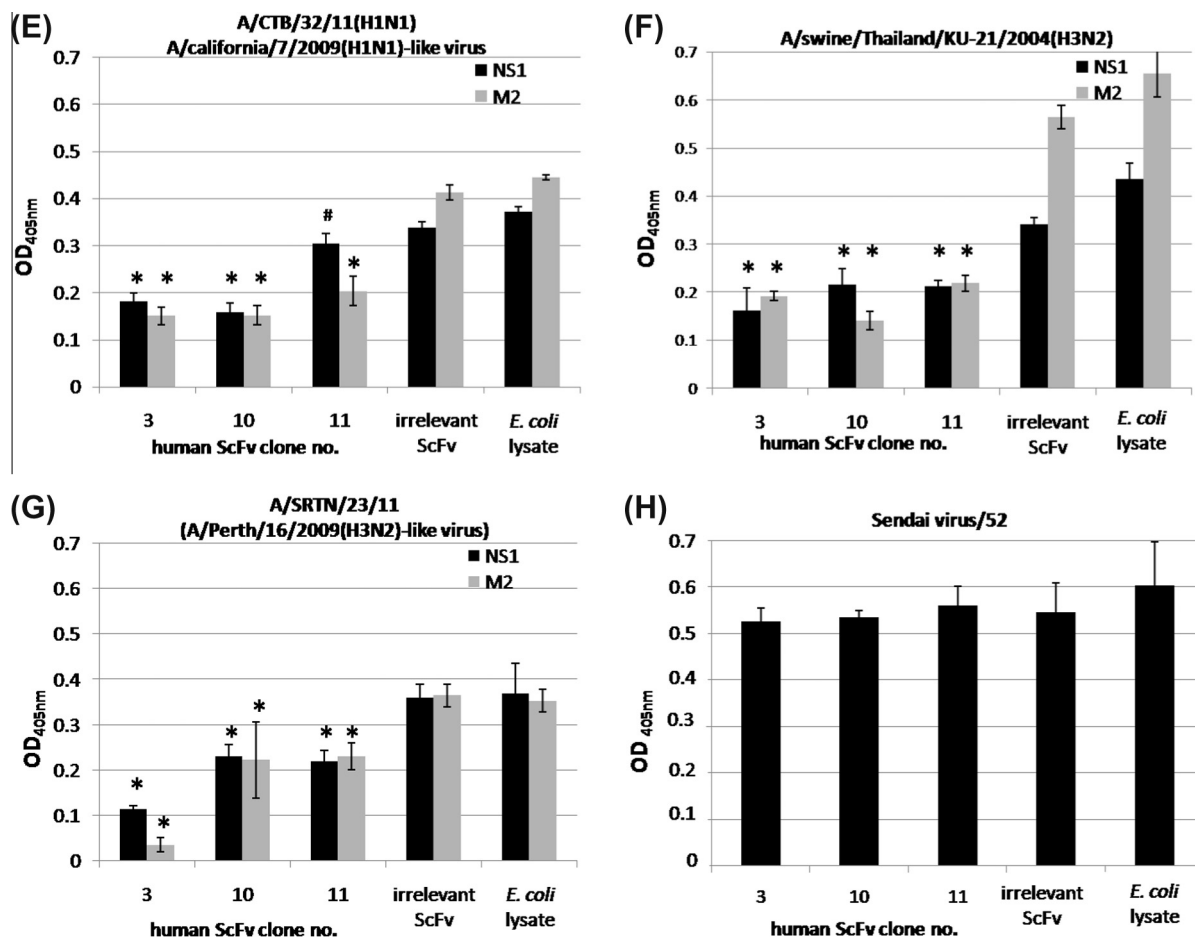 (E)
A/CTB/32/11(H1N1)
A/california/7/2009(H1N1)-like virus
NS1
M2
OD405nm
0.7
0.6
0.5
0.4
0.3
0.2
0.1
0
* * * * # *
3 10 11 irrelevant ScFv E. coli lysate
human ScFv clone no.
(F)
A/swine/Thailand/KU-21/2004(H3N2)
NS1
M2
OD405nm
0.7
0.6
0.5
0.4
0.3
0.2
0.1
0
* * * * * *
3 10 11 irrelevant ScFv E. coli lysate
human ScFv clone no.
(G)
A/SRTN/23/11
(A/Perth/16/2009(H3N2)-like virus)
NS1
M2
OD405nm
0.7
0.6
0.5
0.4
0.3
0.2
0.1
0
* * * * * *
3 10 11 irrelevant ScFv E. coli lysate
human ScFv clone no.
(H)
Sendai virus/52
OD405nm
0.7
0.6
0.5
0.4
0.3
0.2
0.1
0
3 10 11 irrelevant ScFv E. coli lysate
human ScFv clone no.